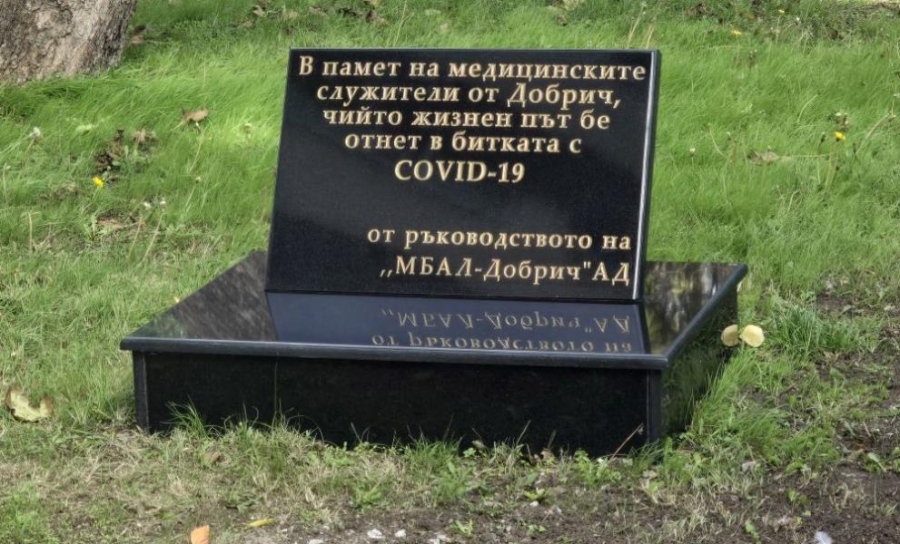 В памет на медицинските
служители от Добрич,
чийто жизнен път бе
отнет в битката с
COVID-19
от ръководството на
,,МБАЛ-Добрич"АД